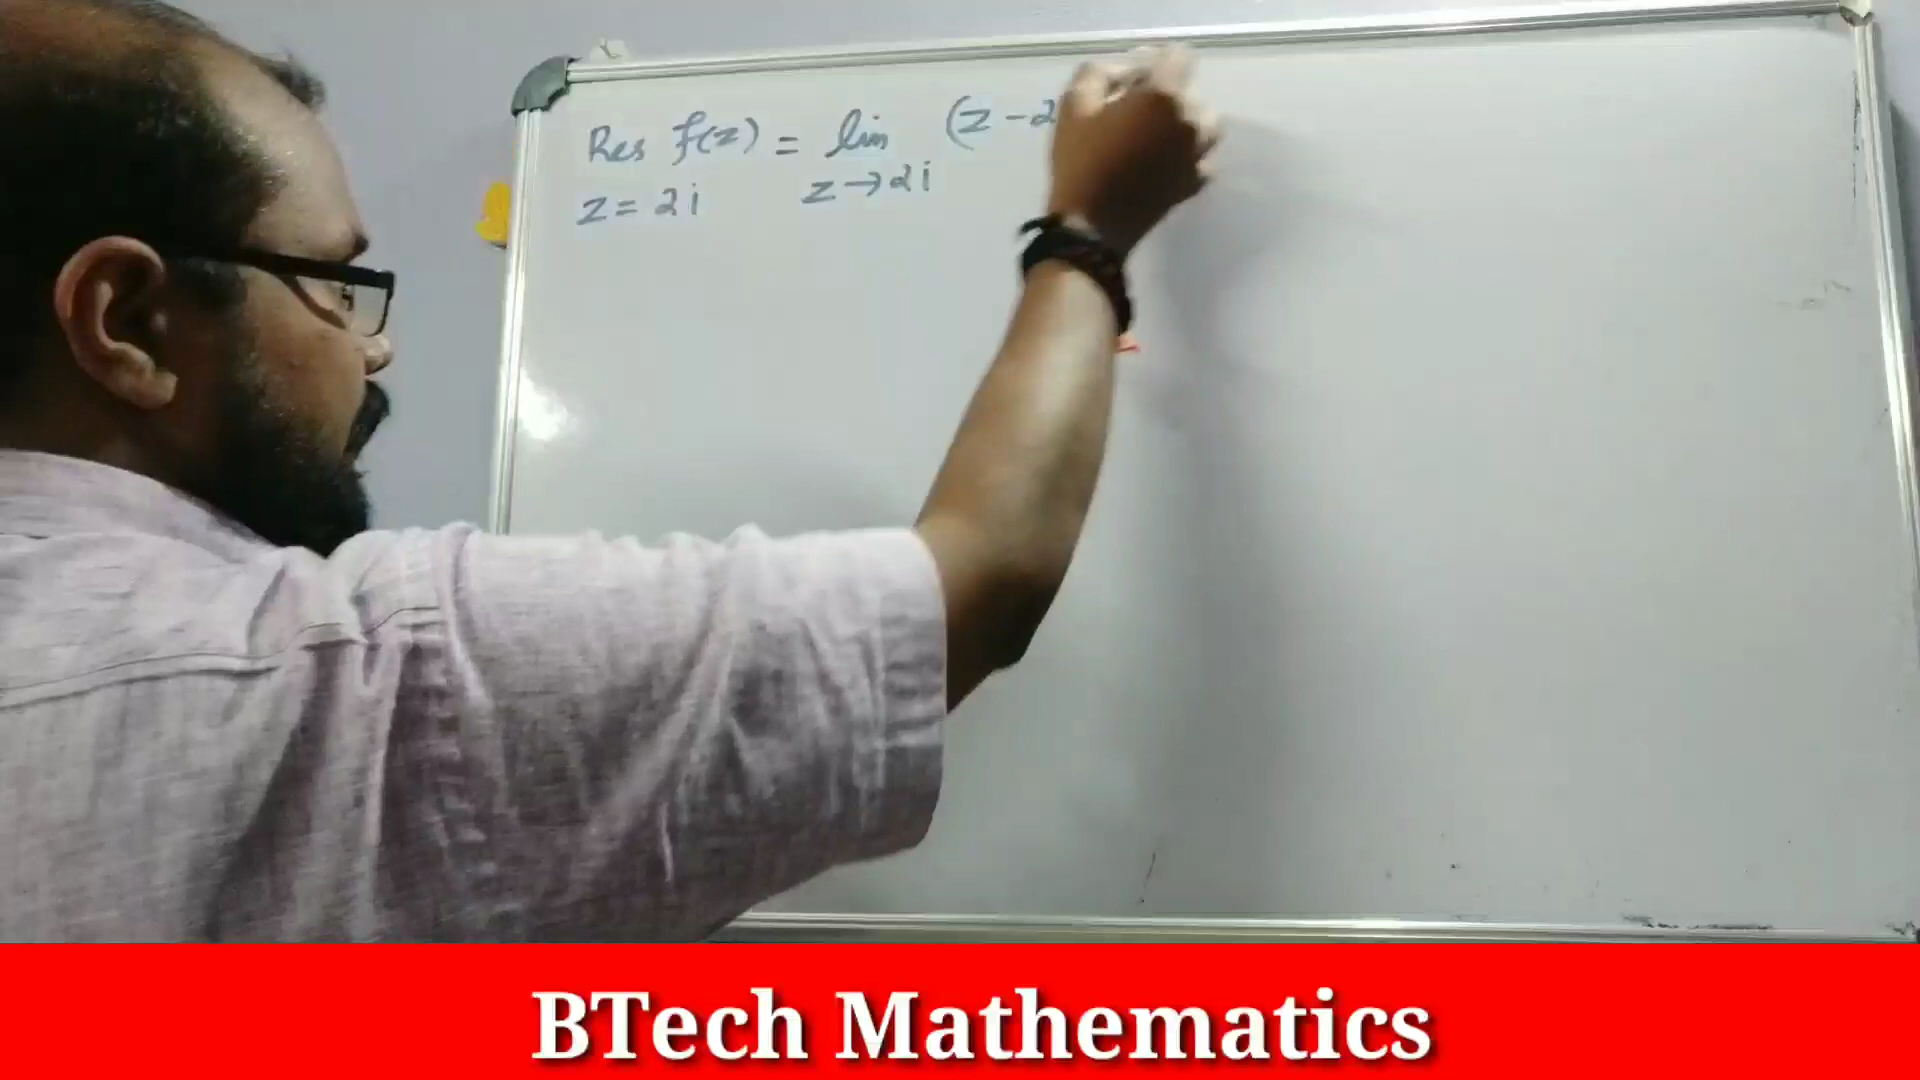 Res f(z) = lim (z - 2
z = 2i z → 2i
BTech Mathematics